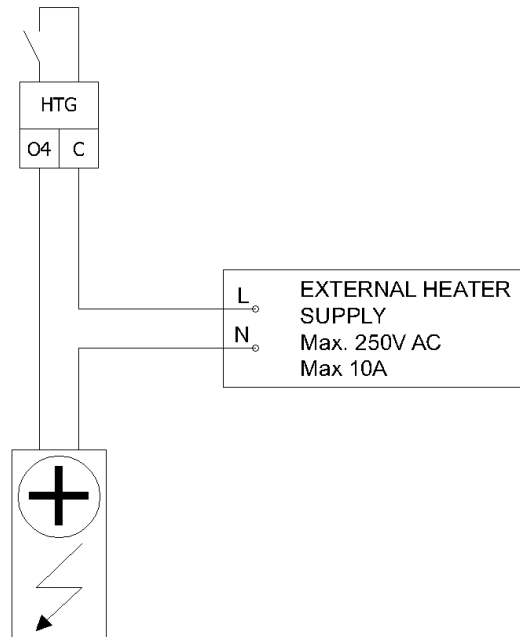 HTG
O4 C
L
N
EXTERNAL HEATER
SUPPLY
Max. 250V AC
Max 10A